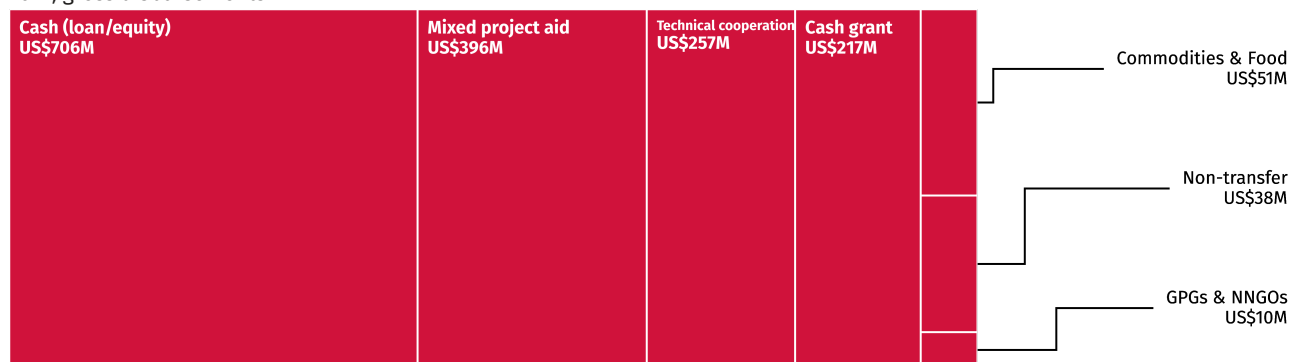 Cash (loan/equity)
US$706M
Mixed project aid
US$396M
Technical cooperation
US$257M
Cash grant
US$217M
Commodities & Food
US$51M
Non-transfer
US$38M
GPGs & NNGOs
US$10M